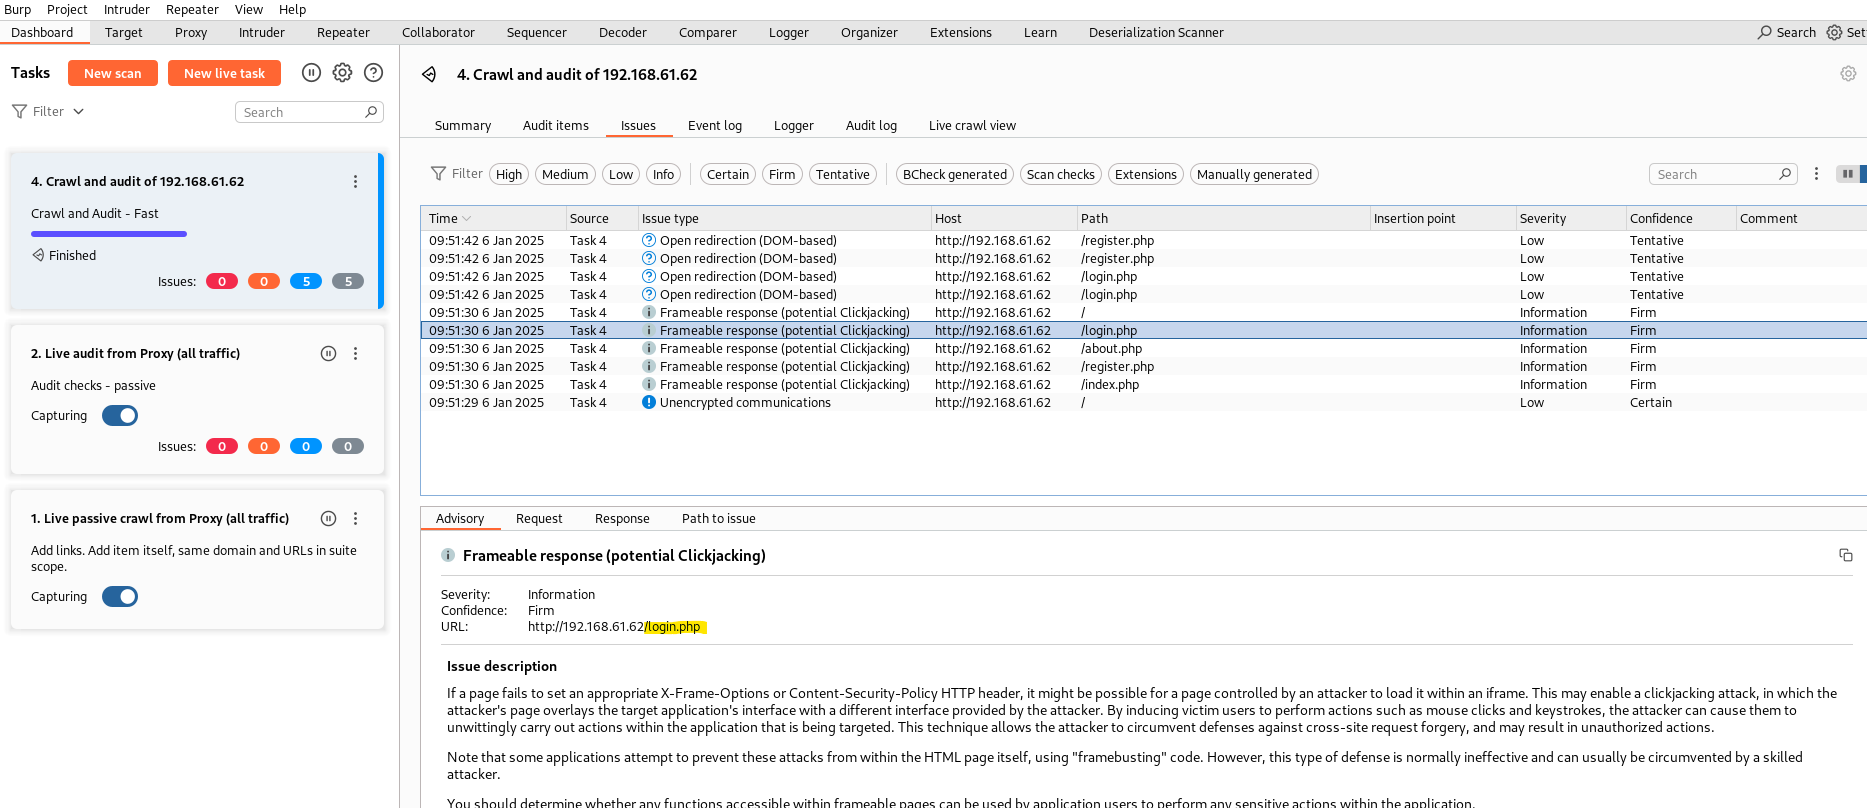 Burp Project Intruder Repeater View Help
Dashboard Target Proxy Intruder Repeater Collaborator Sequencer Decoder Comparer Logger Organizer Extensions Learn Deserialization Scanner Search
Tasks New scan New live task
Filter Search
4. Crawl and audit of 192.168.61.62
Crawl and Audit - Fast
Finished
Issues: 0 0 5 5
2. Live audit from Proxy (all traffic)
Audit checks - passive
Capturing
Issues: 0 0 0 0
1. Live passive crawl from Proxy (all traffic)
Add links. Add item itself, same domain and URLs in suite
scope.
Capturing
4. Crawl and audit of 192.168.61.62
Summary Audit items Issues Event log Logger Audit log Live crawl view
Filter High Medium Low Info Certain Firm Tentative BCheck generated Scan checks Extensions Manually generated Search
Time Source Issue type Host Path Insertion point Severity Confidence Comment
09:51:42 6 Jan 2025 Task 4 Open redirection (DOM-based) http://192.168.61.62 /register.php Low Tentative
09:51:42 6 Jan 2025 Task 4 Open redirection (DOM-based) http://192.168.61.62 /register.php Low Tentative
09:51:42 6 Jan 2025 Task 4 Open redirection (DOM-based) http://192.168.61.62 /login.php Low Tentative
09:51:42 6 Jan 2025 Task 4 Open redirection (DOM-based) http://192.168.61.62 /login.php Low Tentative
09:51:30 6 Jan 2025 Task 4 Frameable response (potential Clickjacking) http://192.168.61.62 / Information Firm
09:51:30 6 Jan 2025 Task 4 Frameable response (potential Clickjacking) http://192.168.61.62 /login.php Information Firm
09:51:30 6 Jan 2025 Task 4 Frameable response (potential Clickjacking) http://192.168.61.62 /about.php Information Firm
09:51:30 6 Jan 2025 Task 4 Frameable response (potential Clickjacking) http://192.168.61.62 /register.php Information Firm
09:51:30 6 Jan 2025 Task 4 Frameable response (potential Clickjacking) http://192.168.61.62 /index.php Information Firm
09:51:29 6 Jan 2025 Task 4 Unencrypted communications http://192.168.61.62 / Low Certain
Advisory Request Response Path to issue
Frameable response (potential Clickjacking)
Severity: Information
Confidence: Firm
URL: http://192.168.61.62/login.php
Issue description
If a page fails to set an appropriate X-Frame-Options or Content-Security-Policy HTTP header, it might be possible for a page controlled by an attacker to load it within an iframe. This may enable a clickjacking attack, in which the
attacker's page overlays the target application's interface with a different interface provided by the attacker. By inducing victim users to perform actions such as mouse clicks and keystrokes, the attacker can cause them to
unwittingly carry out actions within the application that is being targeted. This technique allows the attacker to circumvent defenses against cross-site request forgery, and may result in unauthorized actions.
Note that some applications attempt to prevent these attacks from within the HTML page itself, using "framebusting" code. However, this type of defense is normally ineffective and can usually be circumvented by a skilled
attacker.
You should determine whether any functions accessible within frameable pages can be used by application users to perform any sensitive actions within the application.